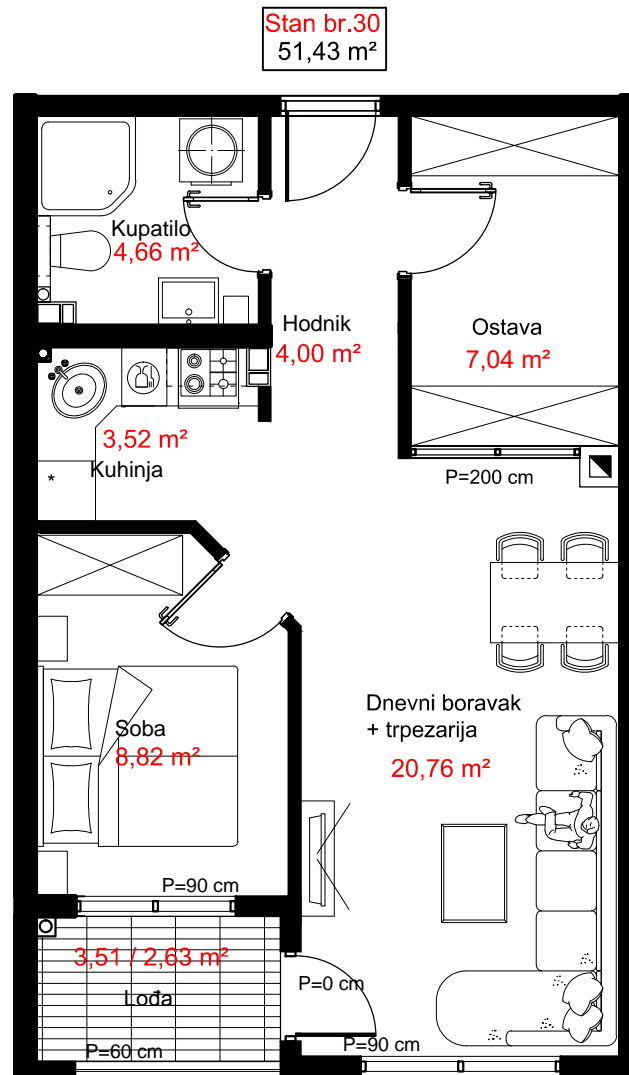 Stan br.30
51,43 m²
Kupatilo
4,66 m²
Hodnik
4,00 m²
Ostava
7,04 m²
3,52 m²
Kuhinja
*
P=200 cm
Dnevni boravak
+ trpezarija
20,76 m²
Soba
8,82 m²
P=90 cm
3,51 / 2,63 m²
Lođa
P=0 cm
P=60 cm
P=90 cm